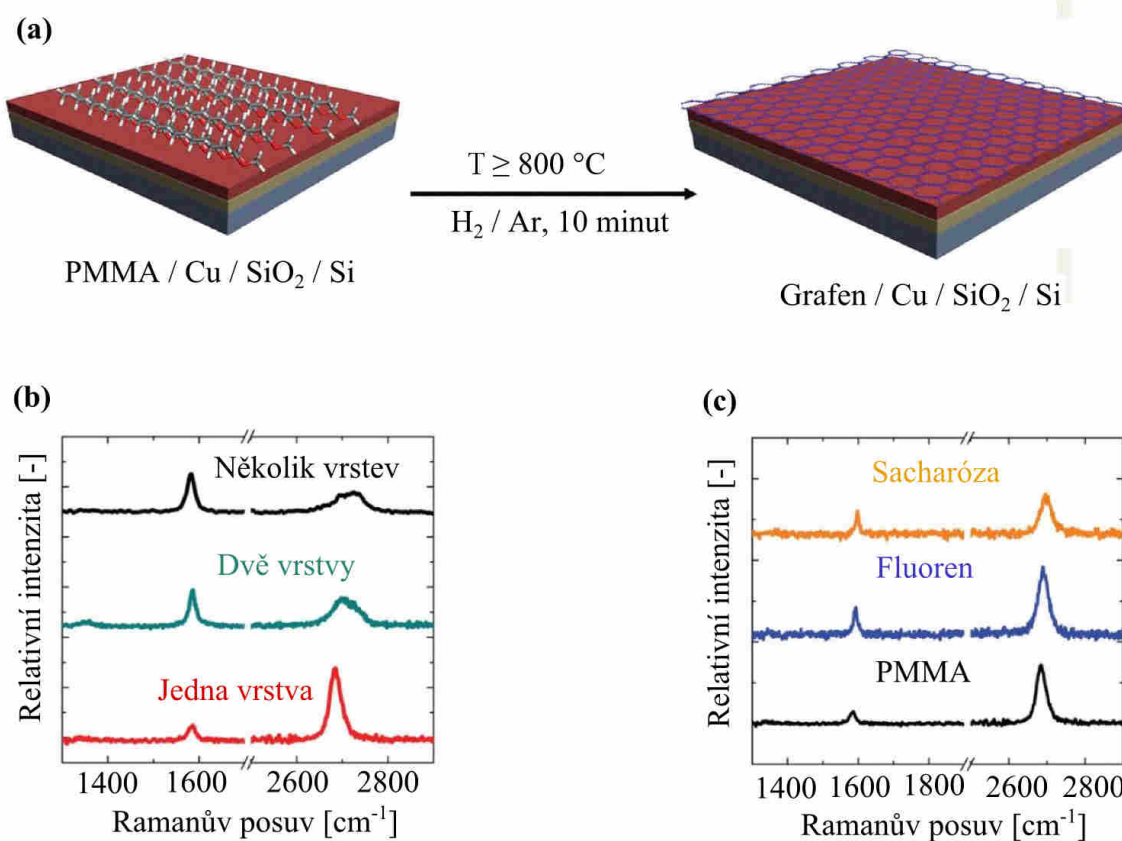 (a)
T ≥ 800 °C
H₂ / Ar, 10 minut
PMMA / Cu / SiO₂ / Si
Grafen / Cu / SiO₂ / Si
(b)
Relativní intenzita [-]
Několik vrstev
Dvě vrstvy
Jedna vrstva
1400 1600 2600 2800
Ramanův posuv [cm⁻¹]
(c)
Relativní intenzita [-]
Sacharóza
Fluoren
PMMA
1400 1600 1800 2600 2800
Ramanův posuv [cm⁻¹]